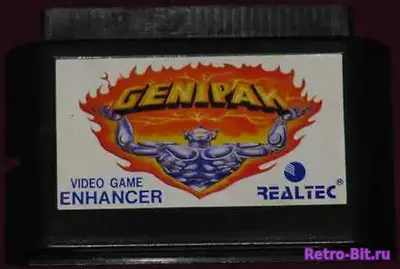 GENIPAK
VIDEO GAME
ENHANCER
REALTEC ®
Retro-Bit.ru